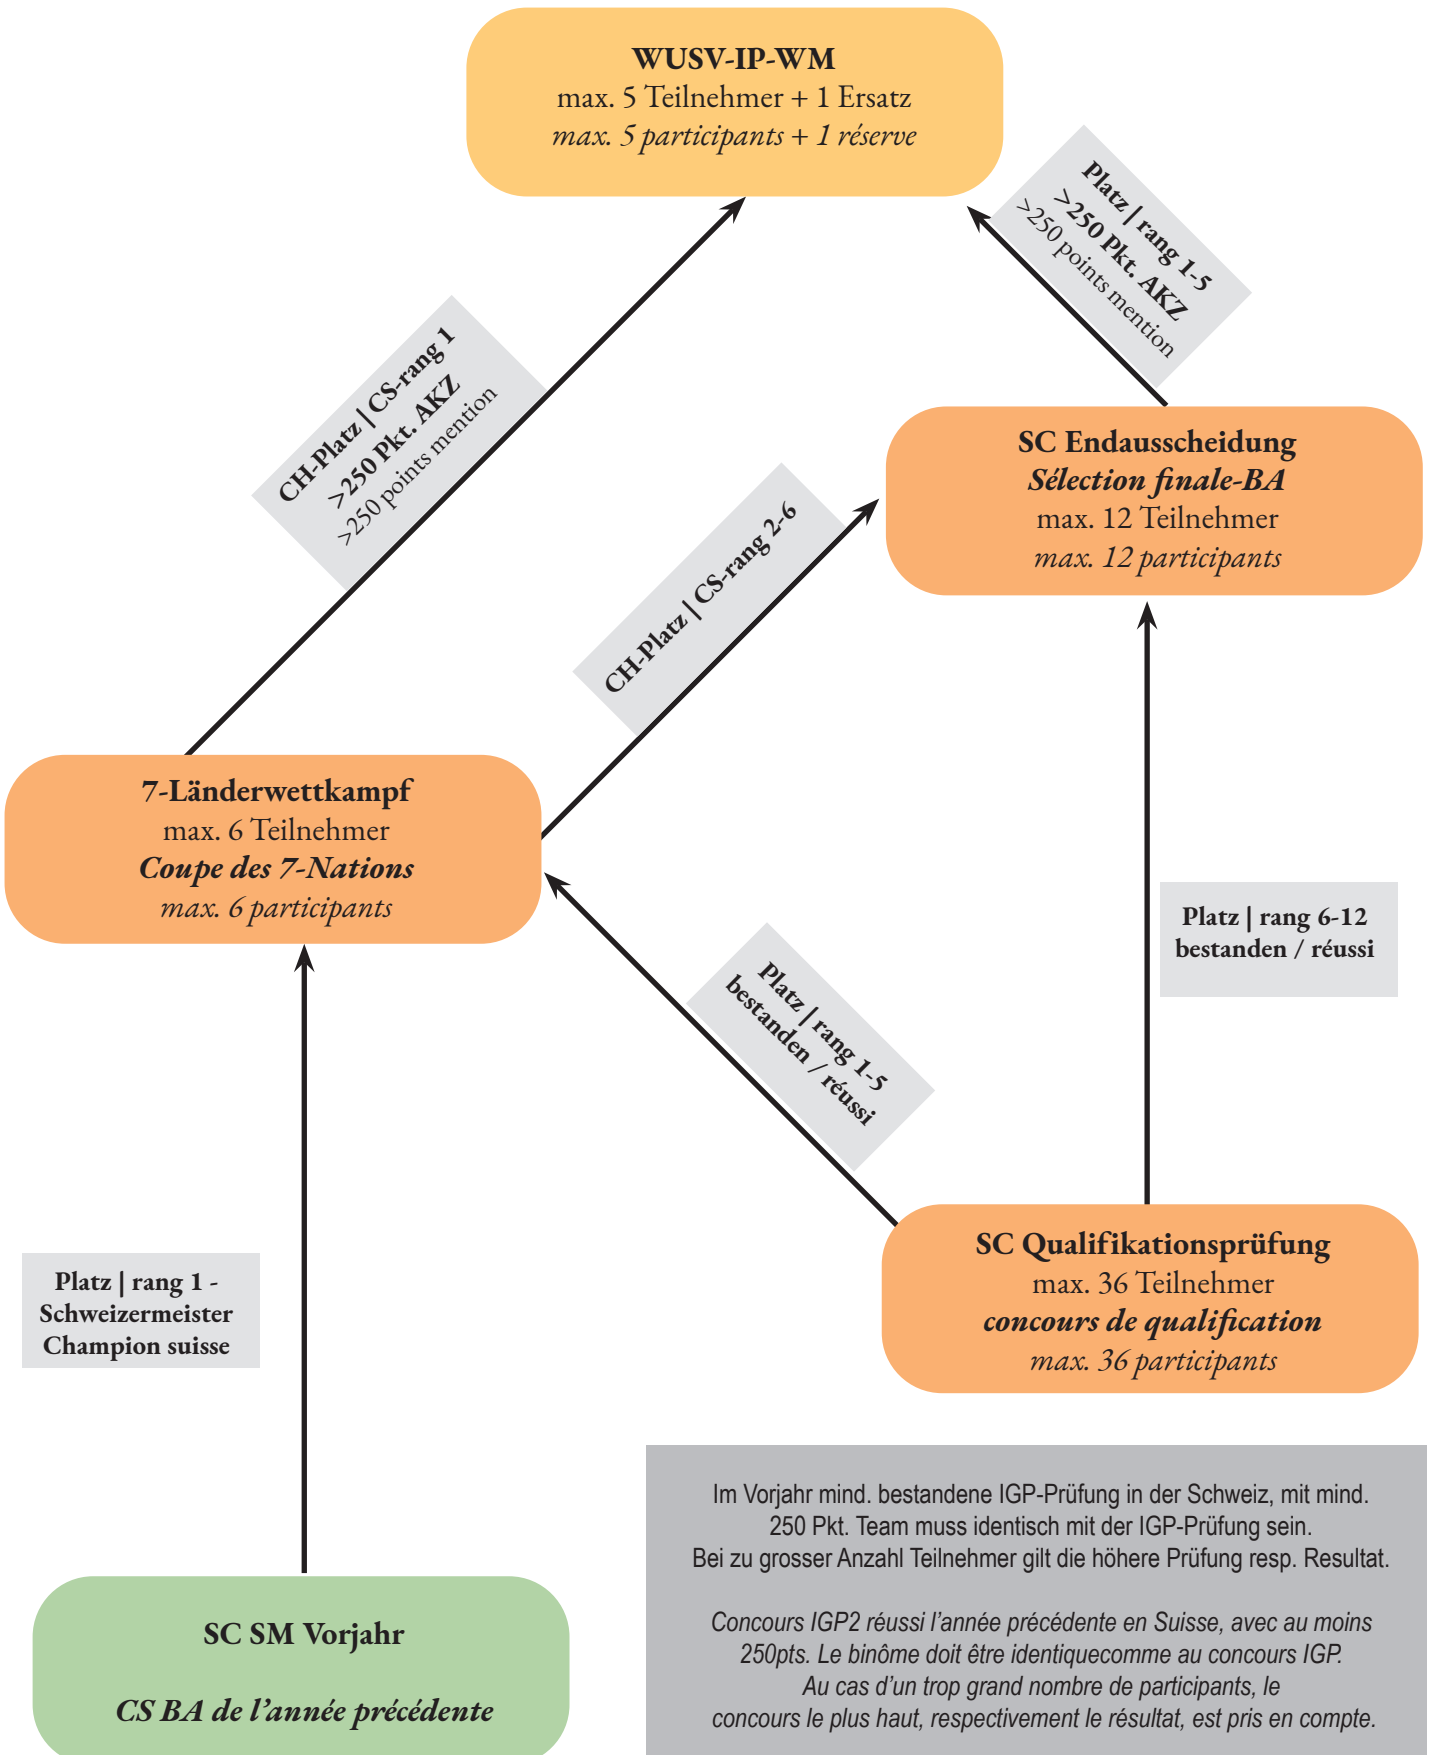 WUSV-IP-WM
max. 5 Teilnehmer + 1 Ersatz
max. 5 participants + 1 réserve
Platz | rang 1-5
>250 Pkt. AKZ
>250 points mention
CH-Platz | CS-rang 1
>250 Pkt. AKZ
>250 points mention
SC Endausscheidung
Sélection finale-BA
max. 12 Teilnehmer
max. 12 participants
CH-Platz | CS-rang 2-6
7-Länderwettkampf
max. 6 Teilnehmer
Coupe des 7-Nations
max. 6 participants
Platz | rang 6-12
bestanden / réussi
Platz | rang 1-5
bestanden / réussi
SC Qualifikationsprüfung
max. 36 Teilnehmer
concours de qualification
max. 36 participants
Platz | rang 1 -
Schweizermeister
Champion suisse
Im Vorjahr mind. bestandene IGP-Prüfung in der Schweiz, mit mind.
250 Pkt. Team muss identisch mit der IGP-Prüfung sein.
Bei zu grosser Anzahl Teilnehmer gilt die höhere Prüfung resp. Resultat.
Concours IGP2 réussi l’année précédente en Suisse, avec au moins
250pts. Le binôme doit être identiquecomme au concours IGP.
Au cas d’un trop grand nombre de participants, le
concours le plus haut, respectivement le résultat, est pris en compte.
SC SM Vorjahr
CS BA de l’année précédente